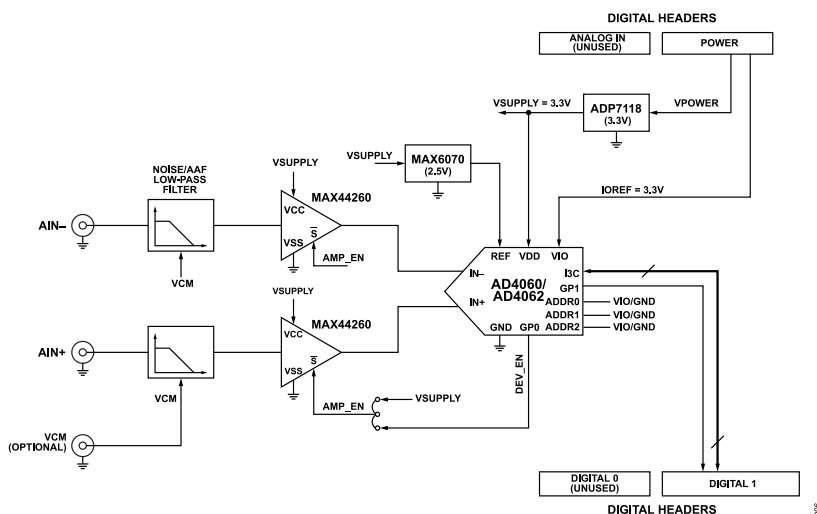 DIGITAL HEADERS
ANALOG IN
(UNUSED)
POWER
VSUPPLY = 3.3V
ADP7118
(3.3V)
VPOWER
VSUPPLY
MAX6070
(2.5V)
IOREF = 3.3V
NOISE/AAF
LOW-PASS
FILTER
VSUPPLY
MAX44260
VCC
VSS
S
AMP_EN
AIN–
VCM
REF
VDD
VIO
IN–
IN+
AD4060/
AD4062
I3C
GP1
ADDR0
ADDR1
ADDR2
VIO/GND
VIO/GND
VIO/GND
GND
GP0
VSUPPLY
MAX44260
VCC
VSS
S
AIN+
VCM
AMP_EN
VSUPPLY
DEV_EN
VCM
(OPTIONAL)
DIGITAL 0
(UNUSED)
DIGITAL 1
DIGITAL HEADERS